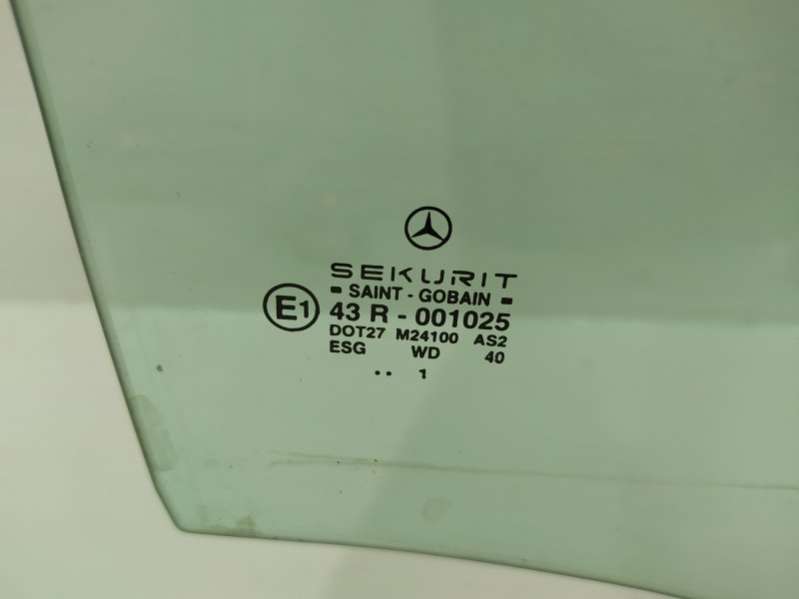 SEKURIT
SAINT - GOBAIN
E1
43 R - 001025
DOT27 M24100 AS2
ESG WD 40
.. 1